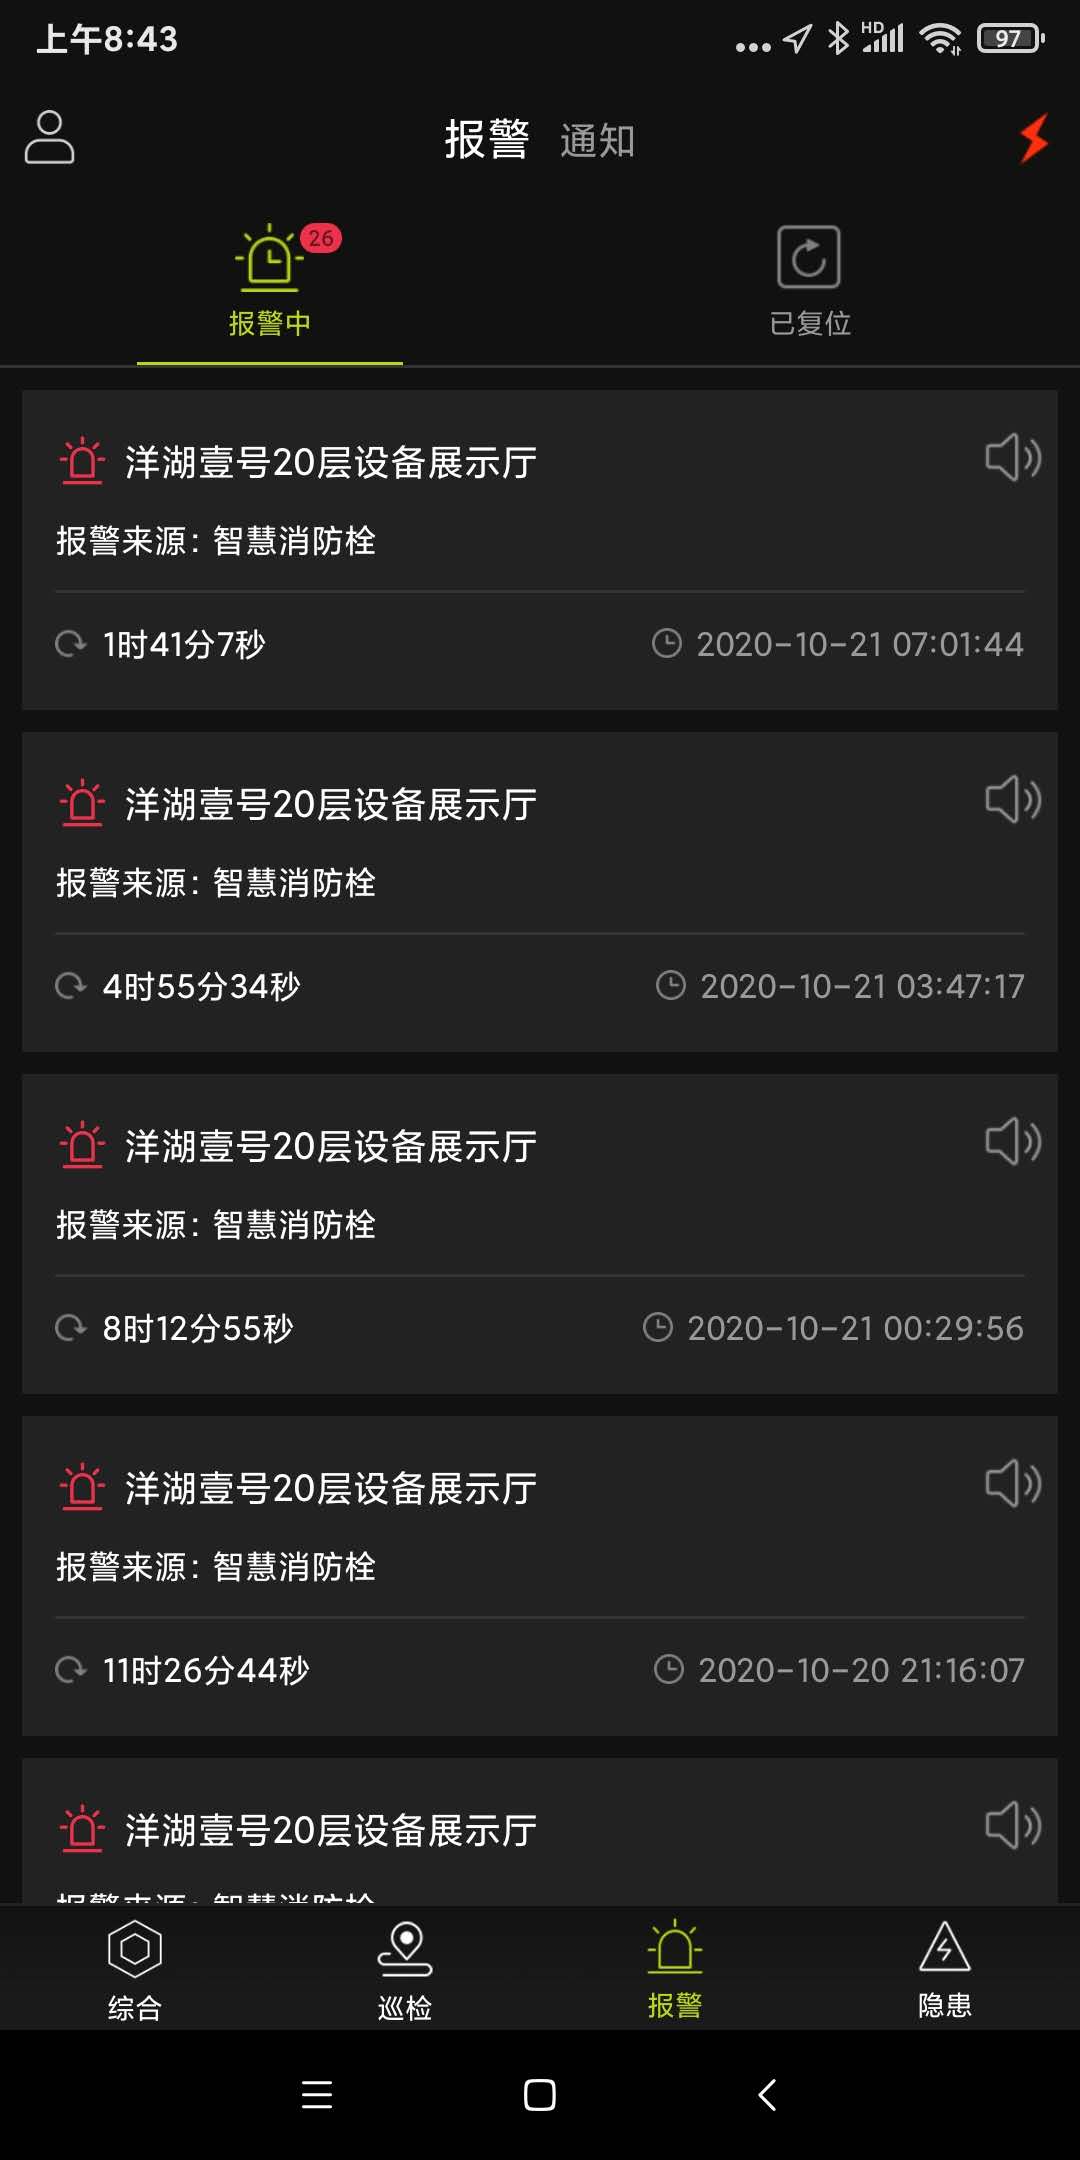 上午8:43
HD
97
报警 通知
26
报警中 已复位
洋湖壹号20层设备展示厅
报警来源: 智慧消防栓
1时41分7秒 2020-10-21 07:01:44
洋湖壹号20层设备展示厅
报警来源: 智慧消防栓
4时55分34秒 2020-10-21 03:47:17
洋湖壹号20层设备展示厅
报警来源: 智慧消防栓
8时12分55秒 2020-10-21 00:29:56
洋湖壹号20层设备展示厅
报警来源: 智慧消防栓
11时26分44秒 2020-10-20 21:16:07
洋湖壹号20层设备展示厅
报警来源: 智慧消防栓
综合 巡检 报警 隐患